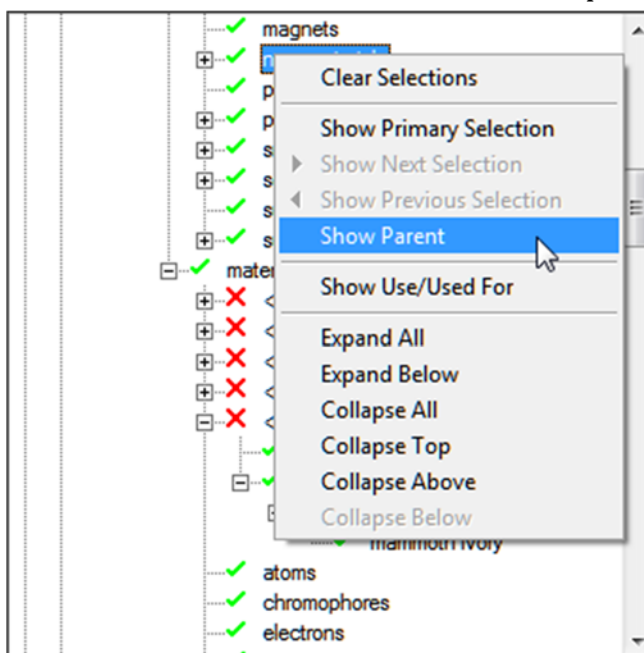 magnets
Clear Selections
Show Primary Selection
Show Next Selection
Show Previous Selection
Show Parent
Show Use/Used For
Expand All
Expand Below
Collapse All
Collapse Top
Collapse Above
Collapse Below
mammoth ivory
atoms
chromophores
electrons